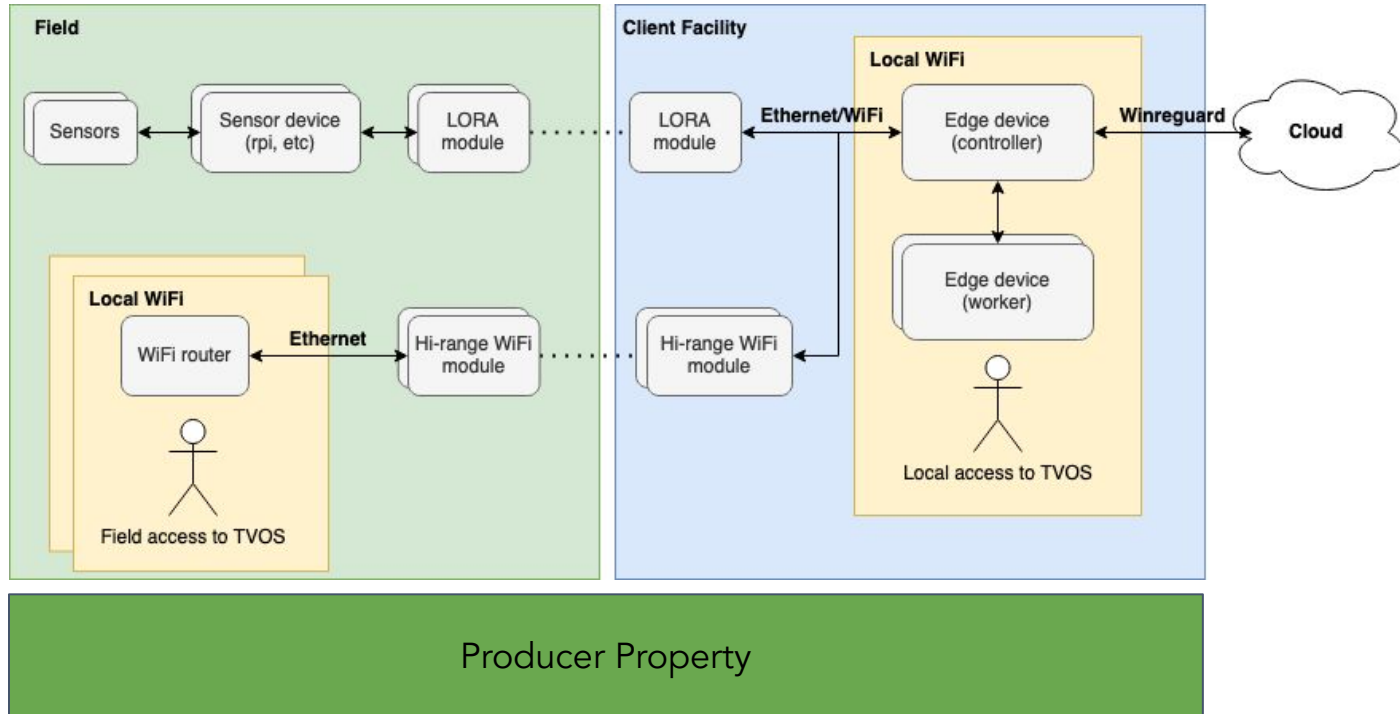 Field
Client Facility
Local WiFi
Sensors
Sensor device
(rpi, etc)
LORA
module
LORA
module
Ethernet/WiFi
Edge device
(controller)
Winreguard
Cloud
Edge device
(worker)
Local WiFi
WiFi router
Ethernet
Hi-range WiFi
module
Hi-range WiFi
module
Local access to TVOS
Field access to TVOS
Producer Property